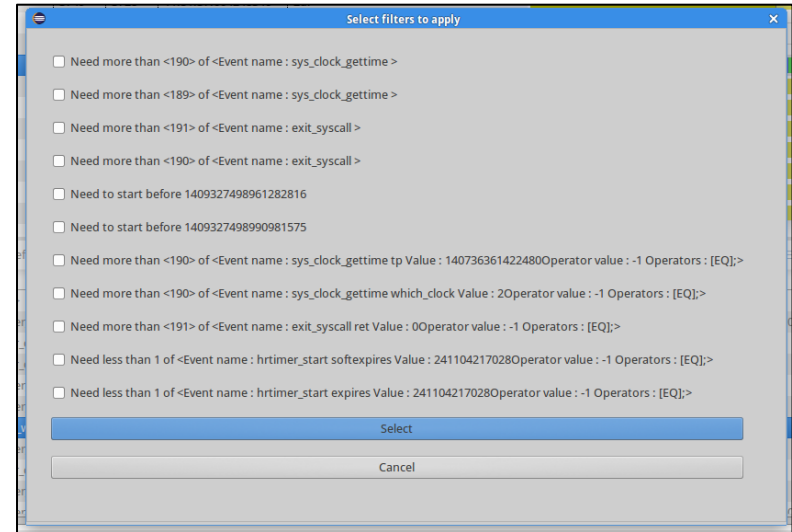 Select filters to apply
Need more than <190> of <Event name : sys_clock_gettime >
Need more than <189> of <Event name : sys_clock_gettime >
Need more than <191> of <Event name : exit_syscall >
Need more than <190> of <Event name : exit_syscall >
Need to start before 1409327498961282816
Need to start before 1409327498990981575
Need more than <190> of <Event name : sys_clock_gettime tp Value : 140736361422480Operator value : -1 Operators : [EQ];>
Need more than <190> of <Event name : sys_clock_gettime which_clock Value : 2Operator value : -1 Operators : [EQ];>
Need more than <191> of <Event name : exit_syscall ret Value : 0Operator value : -1 Operators : [EQ];>
Need less than 1 of <Event name : hrtimer_start softexpires Value : 241104217028Operator value : -1 Operators : [EQ];>
Need less than 1 of <Event name : hrtimer_start expires Value : 241104217028Operator value : -1 Operators : [EQ];>
Select
Cancel